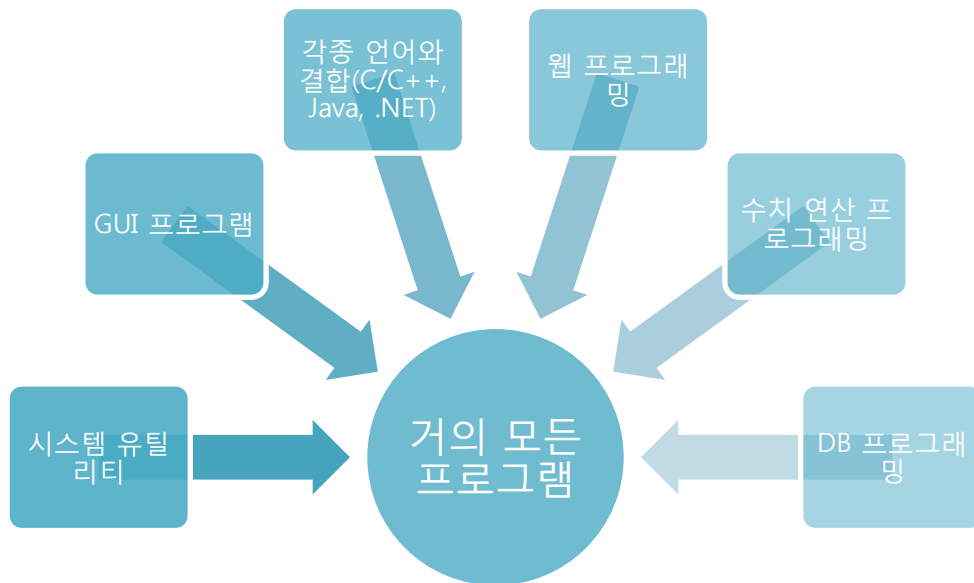 각종 언어와
결합(C/C++,
Java, .NET)
웹 프로그래
밍
GUI 프로그램
수치 연산 프
로그래밍
시스템 유틸
리티
거의 모든
프로그램
DB 프로그래
밍